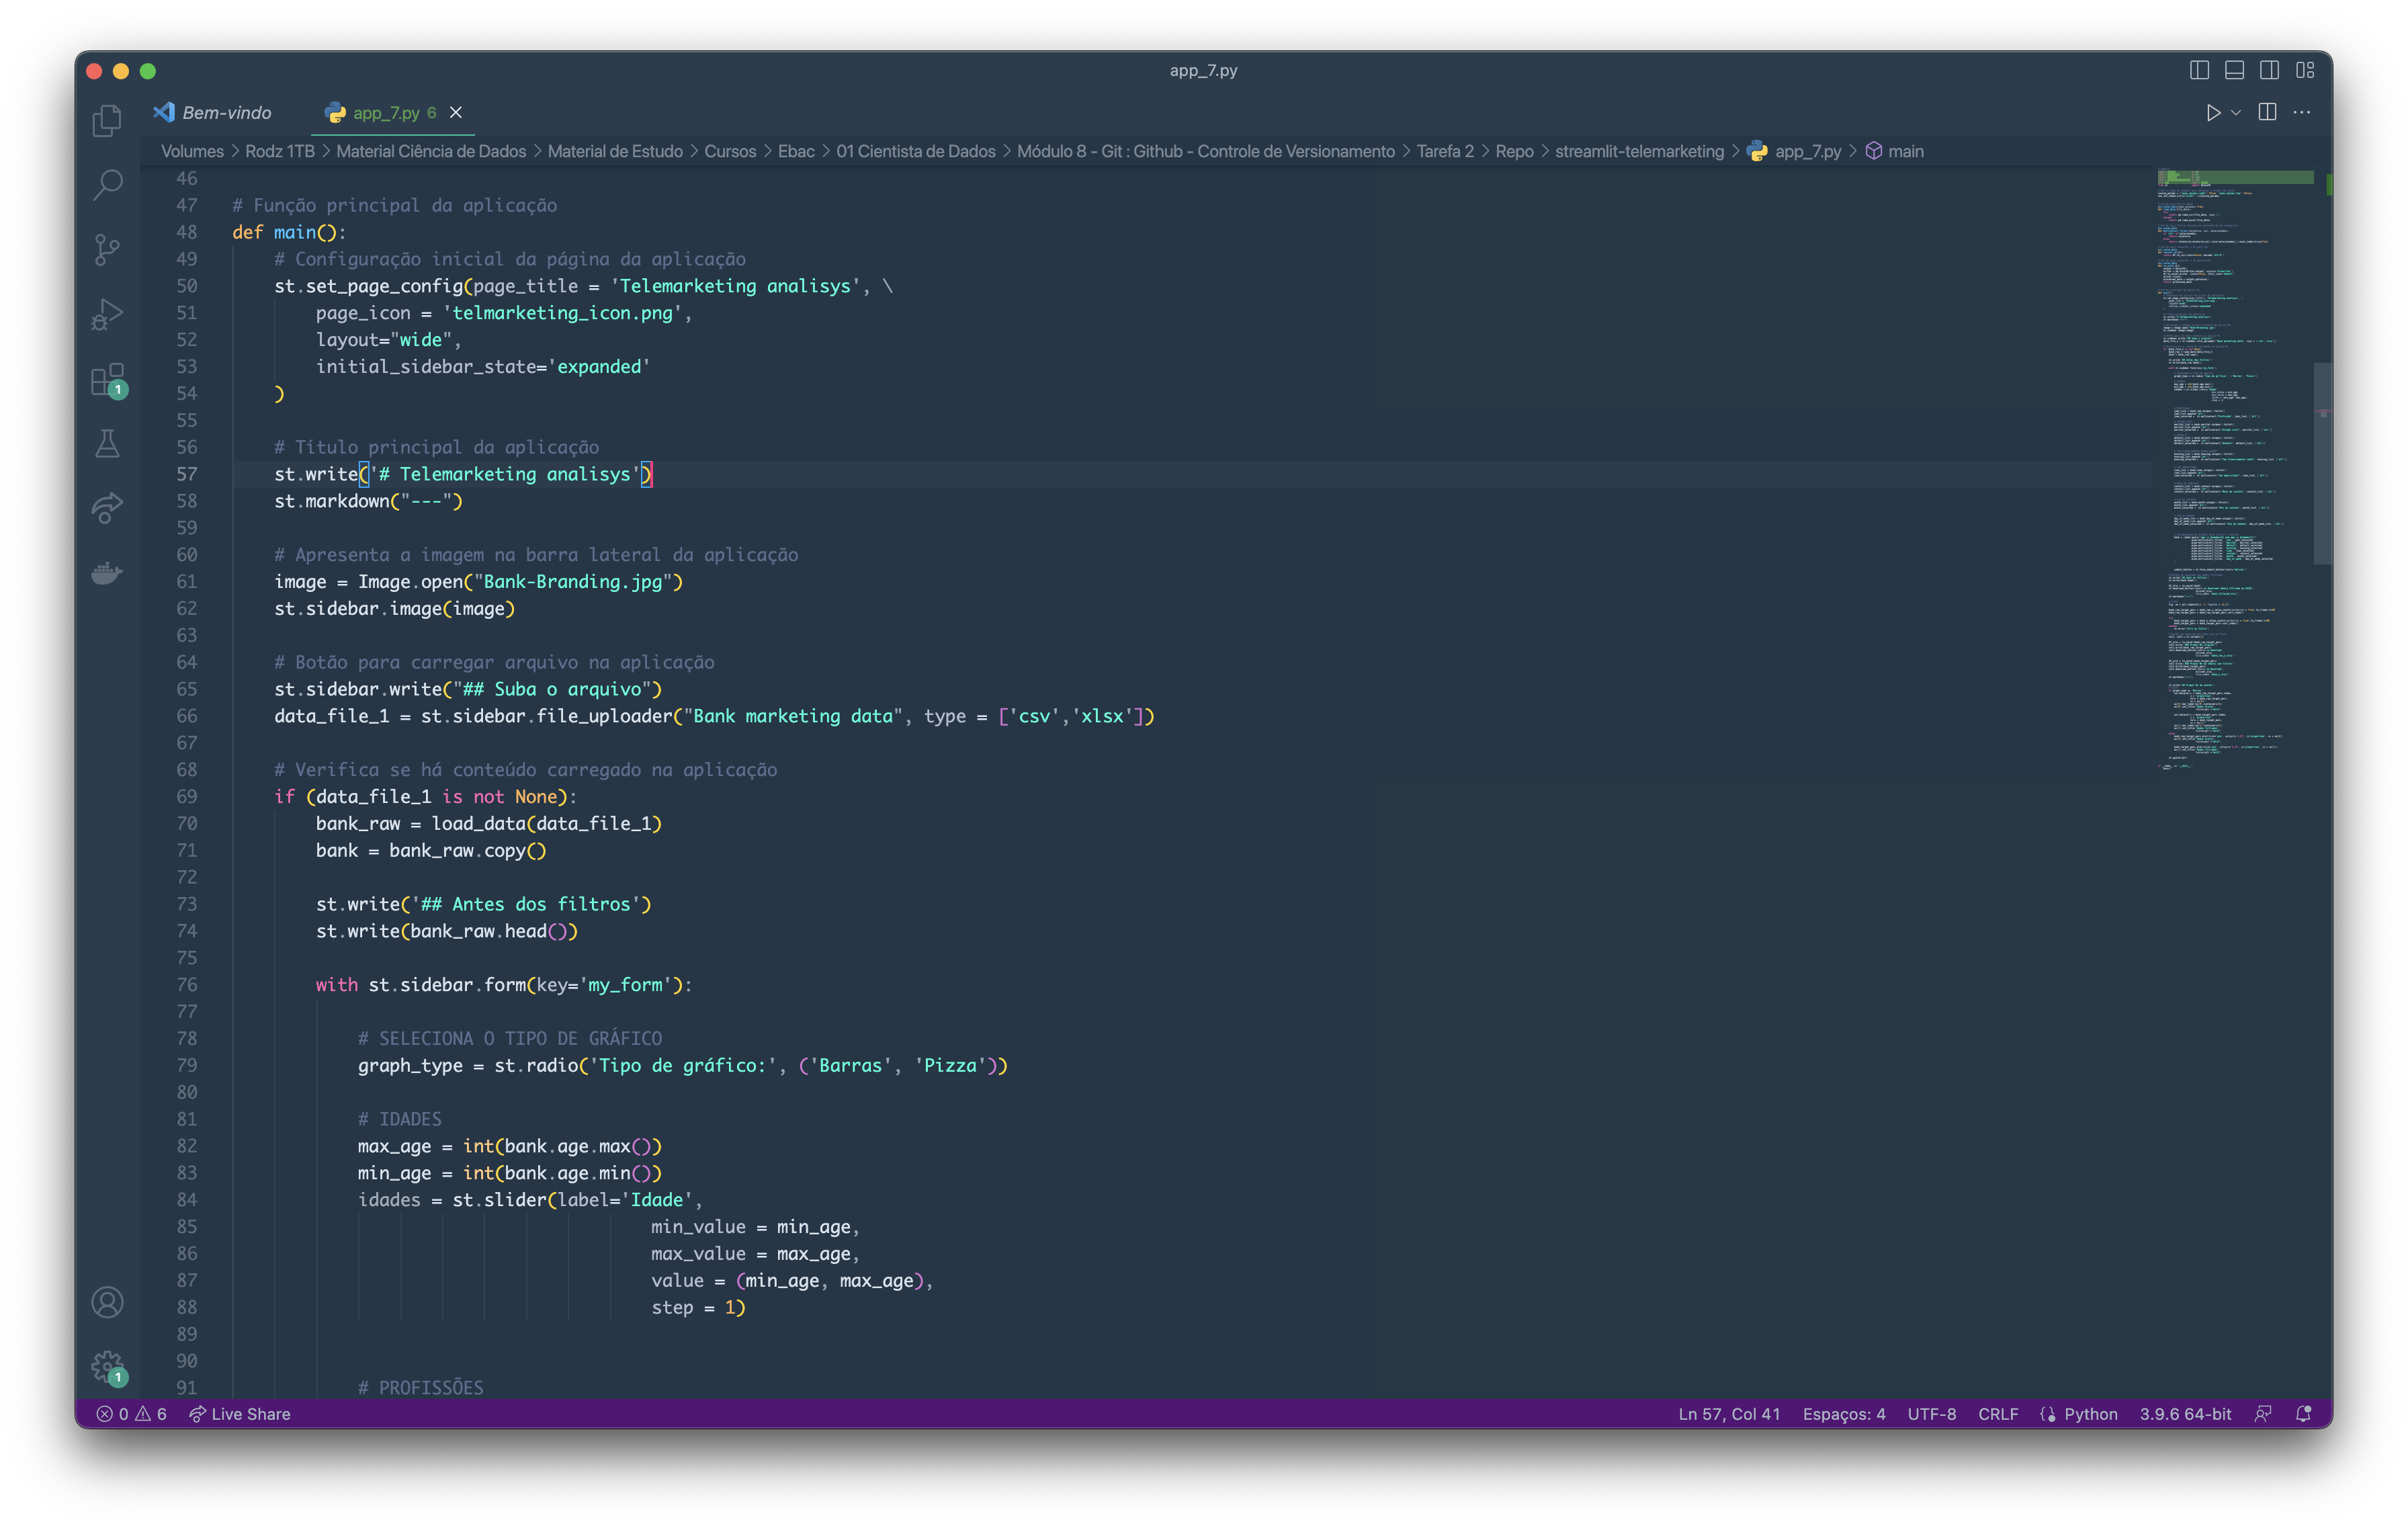 app_7.py
Bem-vindo
app_7.py 6
Volumes > Rodz 1TB > Material Ciência de Dados > Material de Estudo > Cursos > Ebac > 01 Cientista de Dados > Módulo 8 - Git : Github - Controle de Versionamento > Tarefa 2 > Repo > streamlit-telemarketing > app_7.py > main
46
47 # Função principal da aplicação
48 def main():
49     # Configuração inicial da página da aplicação
50     st.set_page_config(page_title = 'Telemarketing analisys', \
51         page_icon = 'telmarketing_icon.png',
52         layout="wide",
53         initial_sidebar_state='expanded'
54     )
55
56     # Título principal da aplicação
57     st.write('# Telemarketing analisys')
58     st.markdown("---")
59
60     # Apresenta a imagem na barra lateral da aplicação
61     image = Image.open("Bank-Branding.jpg")
62     st.sidebar.image(image)
63
64     # Botão para carregar arquivo na aplicação
65     st.sidebar.write("## Suba o arquivo")
66     data_file_1 = st.sidebar.file_uploader("Bank marketing data", type = ['csv','xlsx'])
67
68     # Verifica se há conteúdo carregado na aplicação
69     if (data_file_1 is not None):
70         bank_raw = load_data(data_file_1)
71         bank = bank_raw.copy()
72
73         st.write('## Antes dos filtros')
74         st.write(bank_raw.head())
75
76         with st.sidebar.form(key='my_form'):
77
78             # SELECIONA O TIPO DE GRÁFICO
79             graph_type = st.radio('Tipo de gráfico:', ('Barras', 'Pizza'))
80
81             # IDADES
82             max_age = int(bank.age.max())
83             min_age = int(bank.age.min())
84             idades = st.slider(label='Idade',
85                                         min_value = min_age,
86                                         max_value = max_age,
87                                         value = (min_age, max_age),
88                                         step = 1)
89
90
91             # PROFISSÕES
1
1
0 6 Live Share Ln 57, Col 41 Espaços: 4 UTF-8 CRLF Python 3.9.6 64-bit